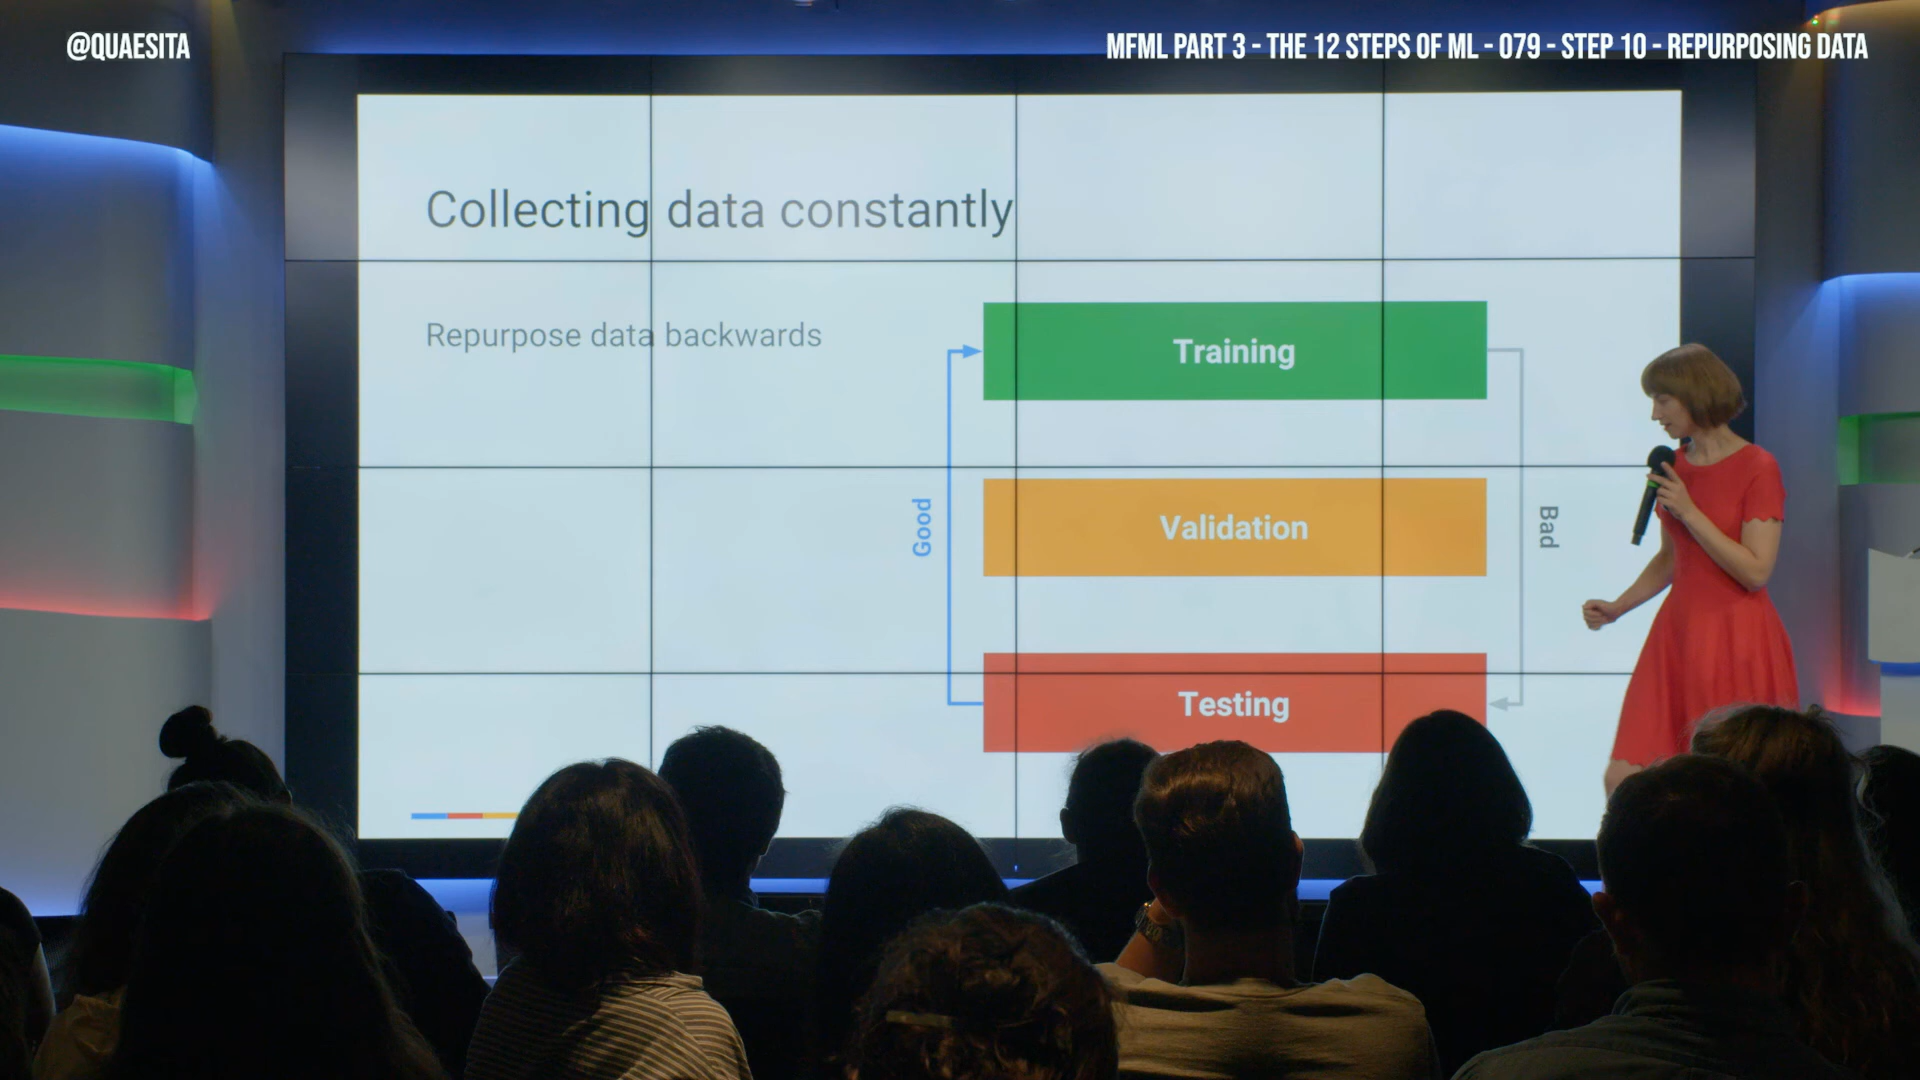 @QUAESITA
MFML PART 3 - THE 12 STEPS OF ML - 079 - STEP 10 - REPURPOSING DATA
Collecting data constantly
Repurpose data backwards
Training
Good
Validation
Bad
Testing